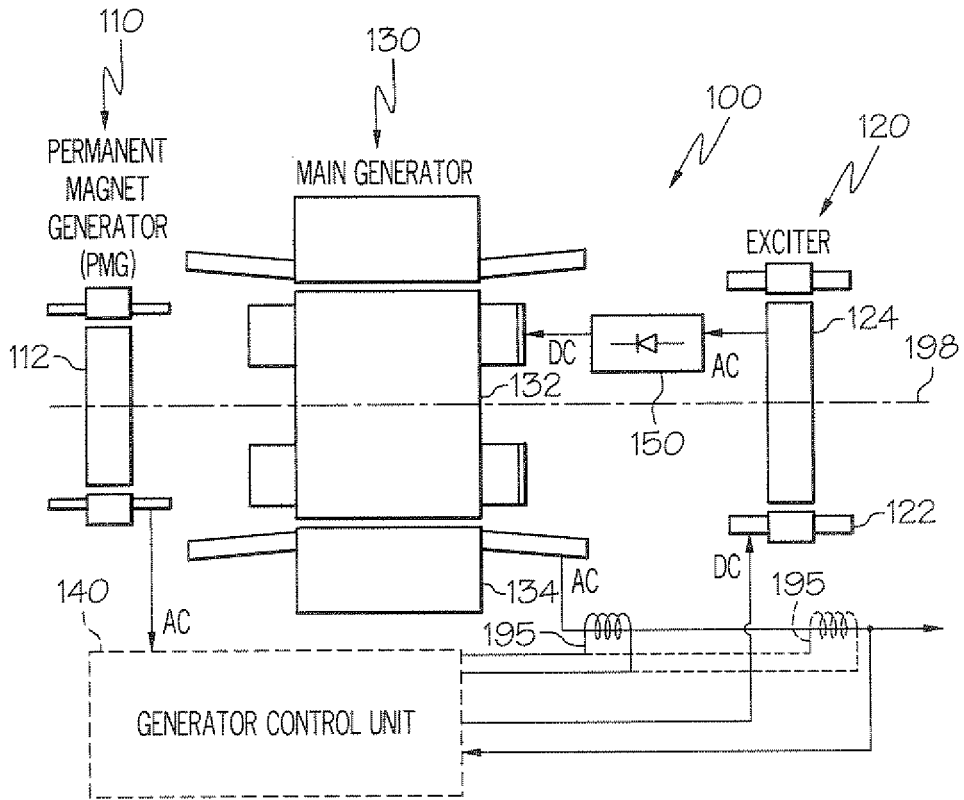 110
130
100
120
PERMANENT
MAGNET
GENERATOR
(PMG)
MAIN GENERATOR
EXCITER
112
124
198
DC
AC
132
150
122
DC
AC
134
140
AC
195
195
GENERATOR CONTROL UNIT